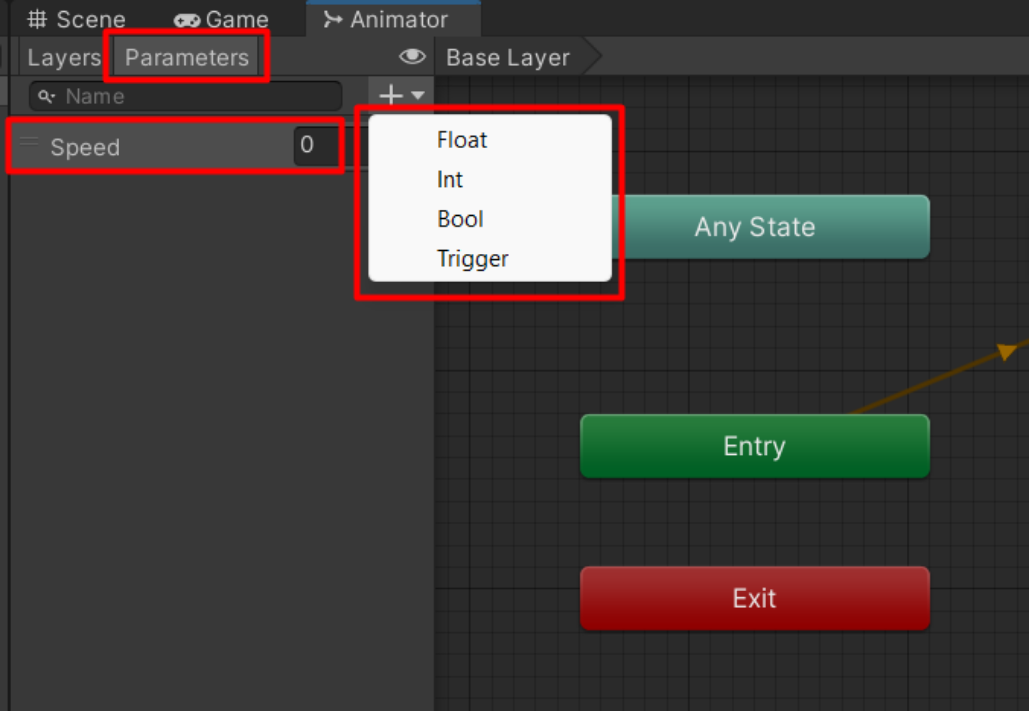 Scene Game Animator
Layers Parameters Base Layer
Name
Speed 0
Float
Int
Bool
Trigger
Any State
Entry
Exit